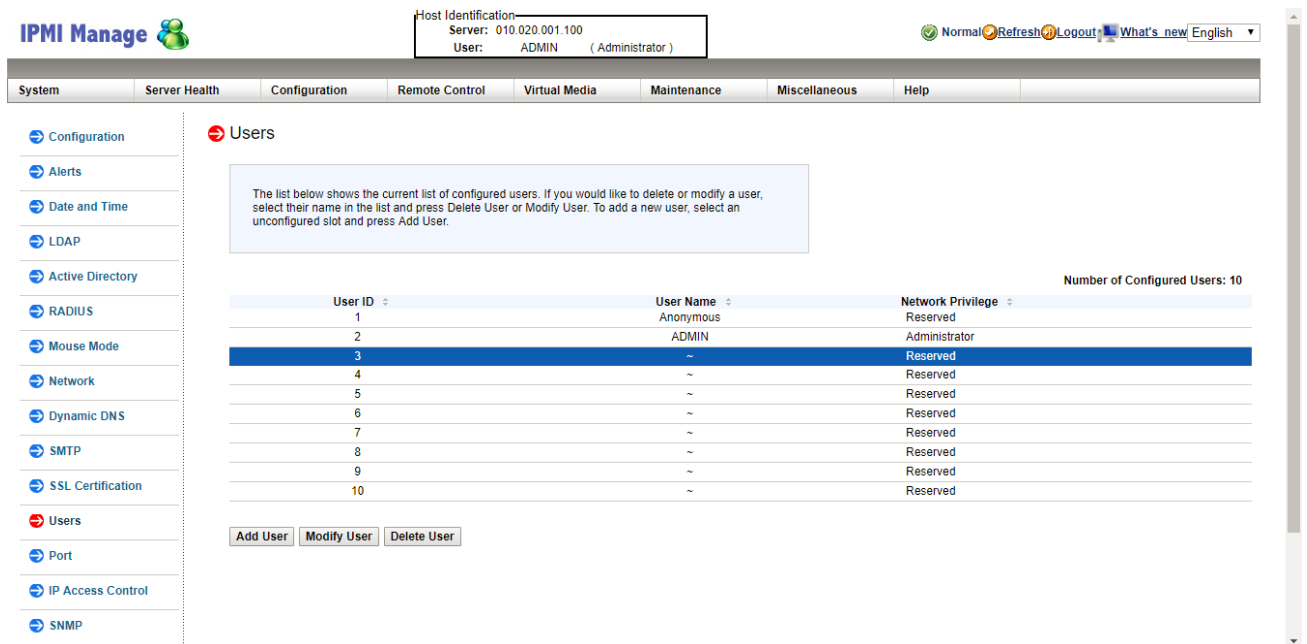 IPMI Manage
Host Identification
Server: 010.020.001.100
User: ADMIN ( Administrator )
Normal Refresh Logout What's new English
System Server Health Configuration Remote Control Virtual Media Maintenance Miscellaneous Help
Configuration
Alerts
Date and Time
LDAP
Active Directory
RADIUS
Mouse Mode
Network
Dynamic DNS
SMTP
SSL Certification
Users
Port
IP Access Control
SNMP
Users
The list below shows the current list of configured users. If you would like to delete or modify a user,
select their name in the list and press Delete User or Modify User. To add a new user, select an
unconfigured slot and press Add User.
Number of Configured Users: 10
User ID User Name Network Privilege
1 Anonymous Reserved
2 ADMIN Administrator
3 ~ Reserved
4 ~ Reserved
5 ~ Reserved
6 ~ Reserved
7 ~ Reserved
8 ~ Reserved
9 ~ Reserved
10 ~ Reserved
Add User Modify User Delete User